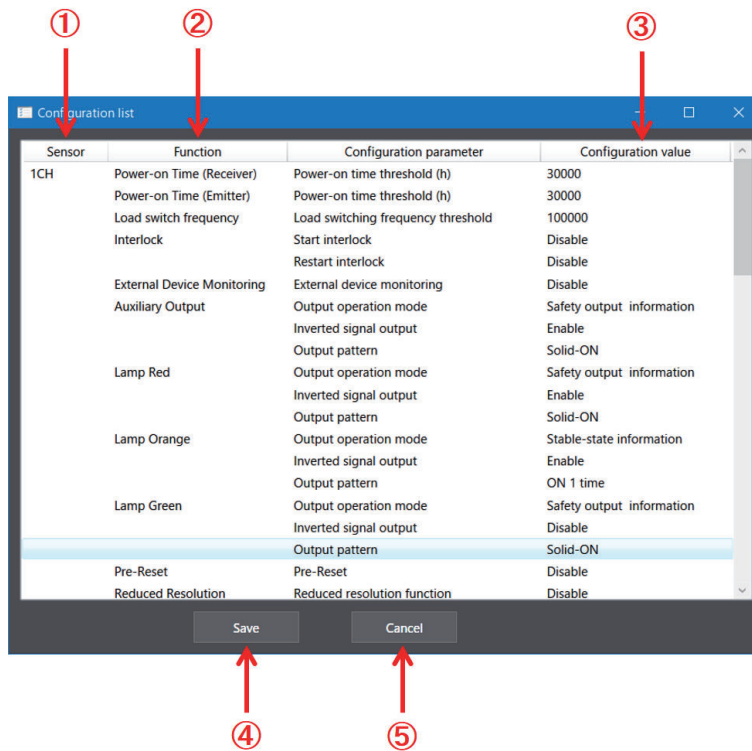 ① ② ③
Configuration list
Sensor Function Configuration parameter Configuration value
1CH Power-on Time (Receiver) Power-on time threshold (h) 30000
Power-on Time (Emitter) Power-on time threshold (h) 30000
Load switch frequency Load switching frequency threshold 100000
Interlock Start interlock Disable
Restart interlock Disable
External Device Monitoring External device monitoring Disable
Auxiliary Output Output operation mode Safety output information
Inverted signal output Enable
Output pattern Solid-ON
Lamp Red Output operation mode Safety output information
Inverted signal output Enable
Output pattern Solid-ON
Lamp Orange Output operation mode Stable-state information
Inverted signal output Enable
Output pattern ON 1 time
Lamp Green Output operation mode Safety output information
Inverted signal output Disable
Output pattern Solid-ON
Pre-Reset Pre-Reset Disable
Reduced Resolution Reduced resolution function Disable
Save Cancel
④ ⑤